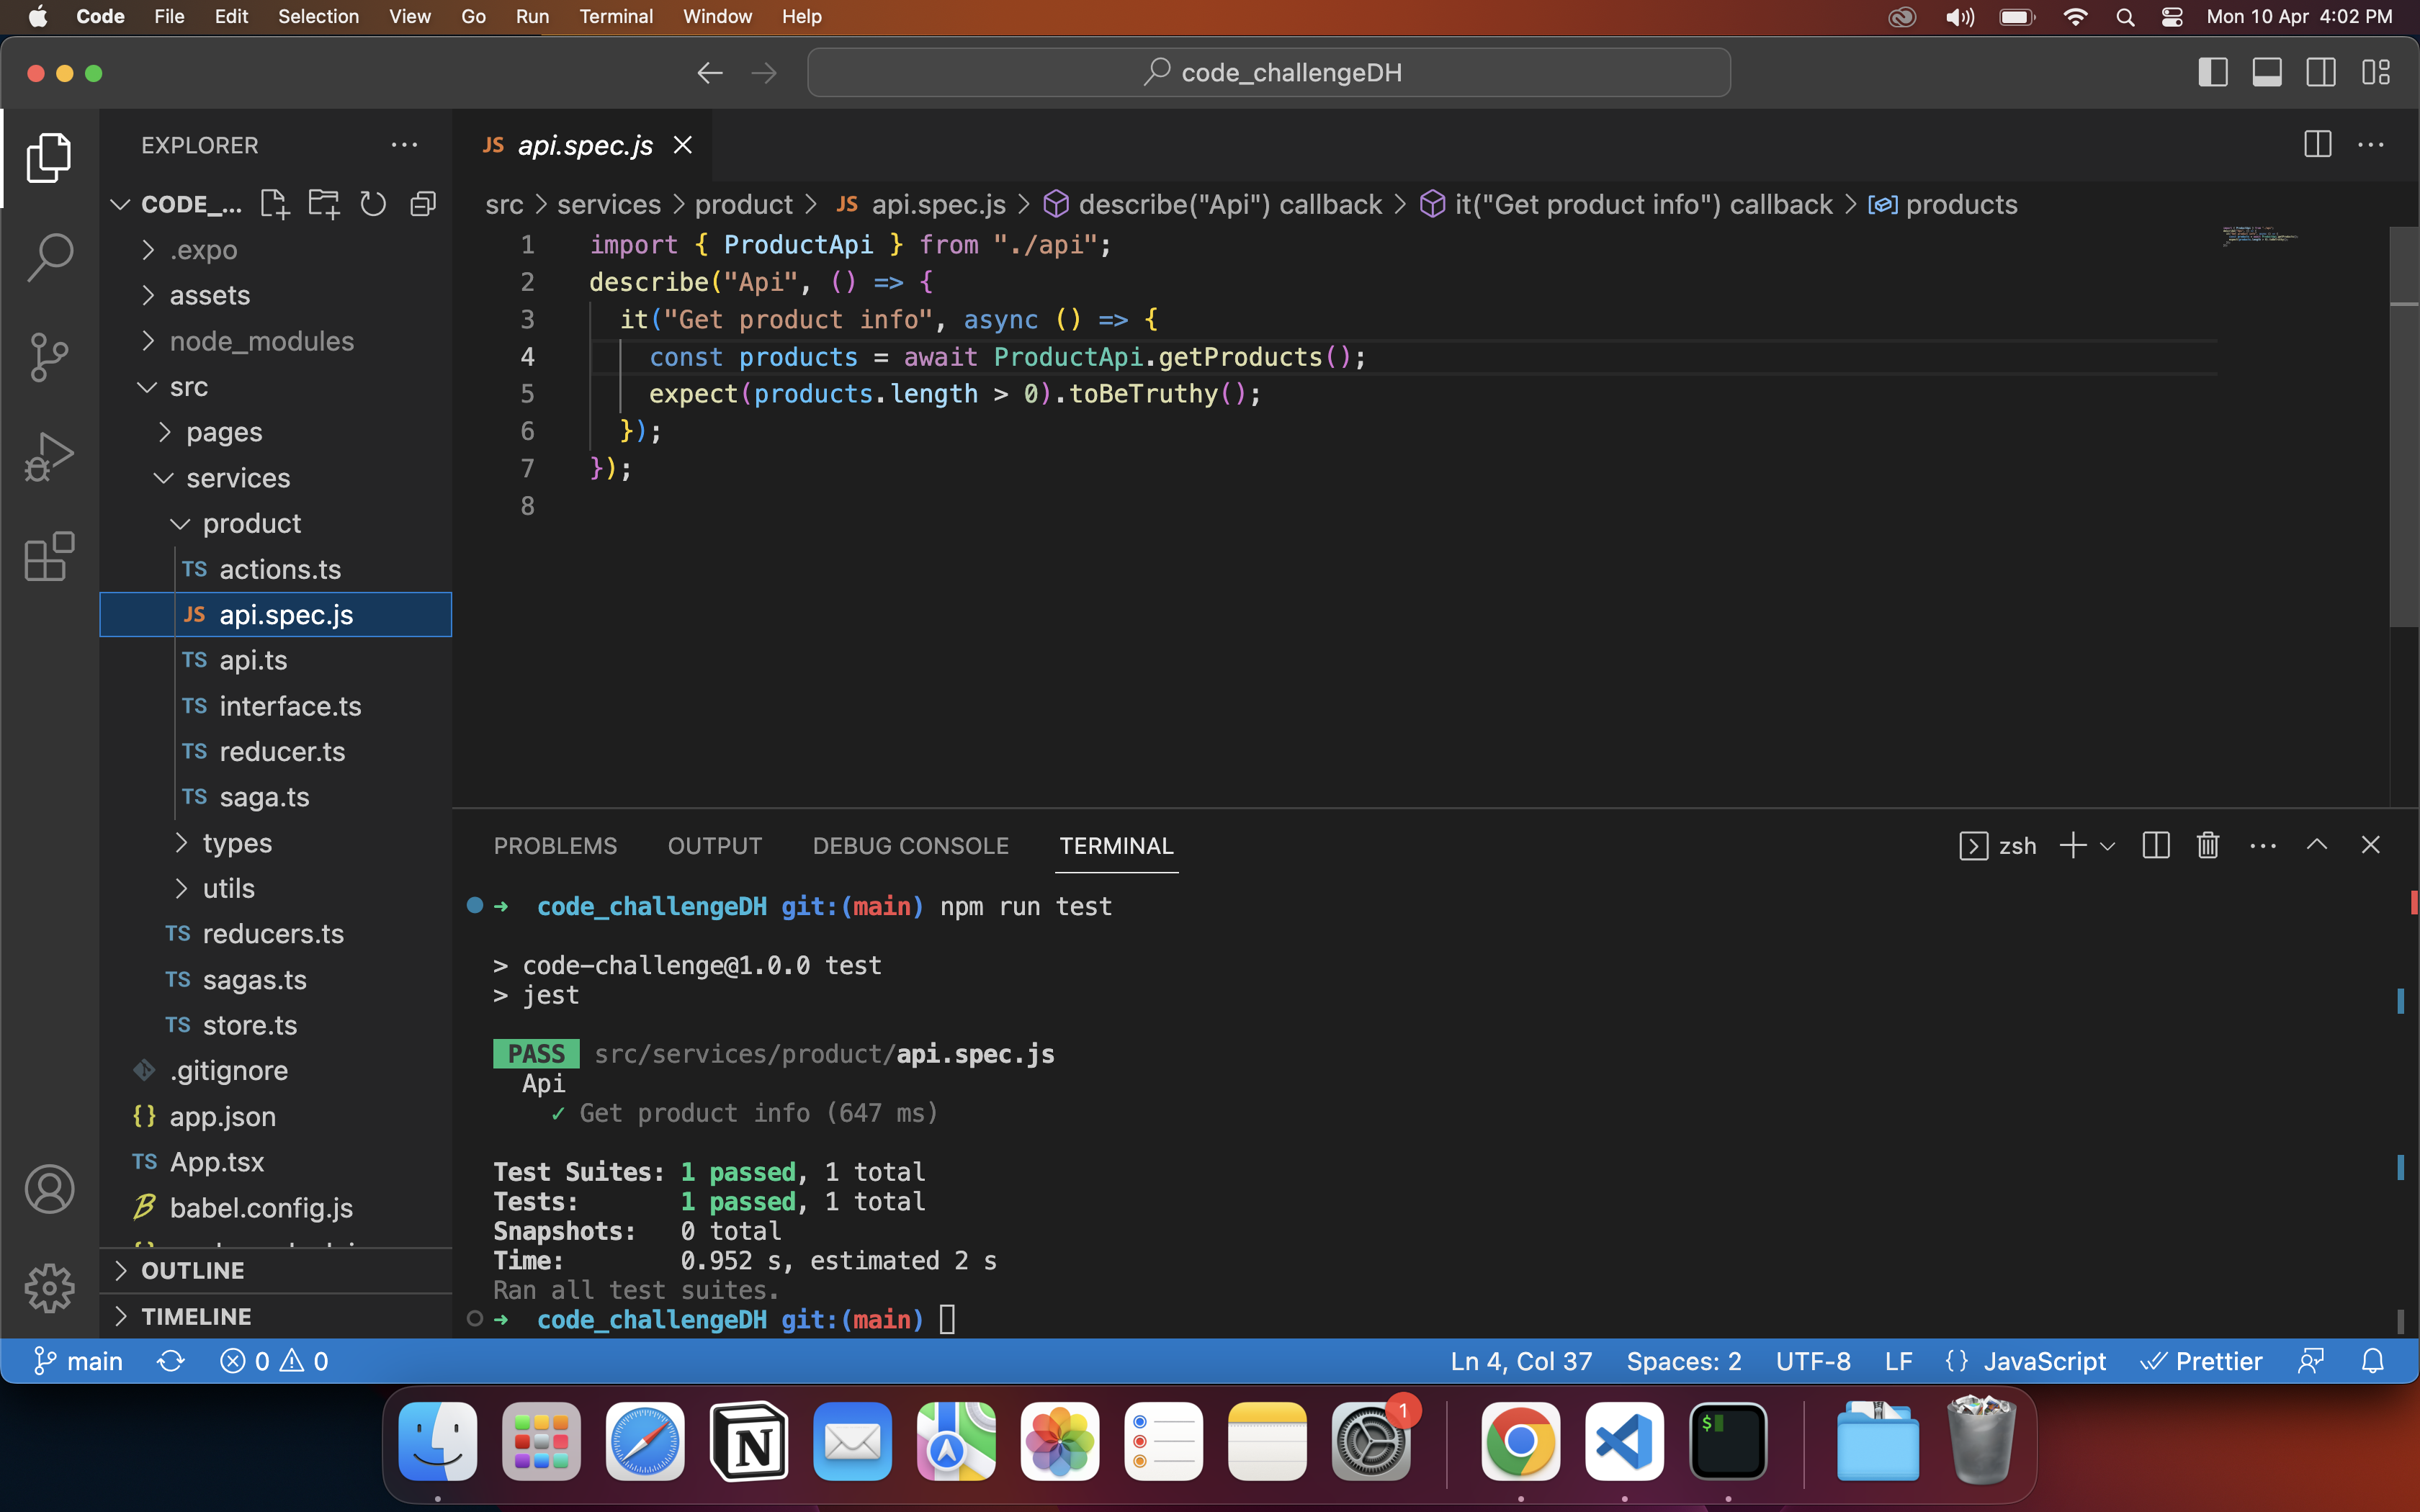 Code File Edit Selection View Go Run Terminal Window Help Mon 10 Apr 4:02 PM
code_challengeDH
EXPLORER
CODE_...
.expo
assets
node_modules
src
pages
services
product
TS actions.ts
JS api.spec.js
TS api.ts
TS interface.ts
TS reducer.ts
TS saga.ts
types
utils
TS reducers.ts
TS sagas.ts
TS store.ts
.gitignore
{} app.json
TS App.tsx
babel.config.js
OUTLINE
TIMELINE
JS api.spec.js
src > services > product > JS api.spec.js > describe("Api") callback > it("Get product info") callback > products
1 import { ProductApi } from "./api";
2 describe("Api", () => {
3 it("Get product info", async () => {
4 const products = await ProductApi.getProducts();
5 expect(products.length > 0).toBeTruthy();
6 });
7 });
8
PROBLEMS OUTPUT DEBUG CONSOLE TERMINAL zsh
➜ code_challengeDH git:(main) npm run test
> code-challenge@1.0.0 test
> jest
PASS src/services/product/api.spec.js
Api
✓ Get product info (647 ms)
Test Suites: 1 passed, 1 total
Tests: 1 passed, 1 total
Snapshots: 0 total
Time: 0.952 s, estimated 2 s
Ran all test suites.
➜ code_challengeDH git:(main)
main 0 0 Ln 4, Col 37 Spaces: 2 UTF-8 LF {} JavaScript Prettier
1
N
$